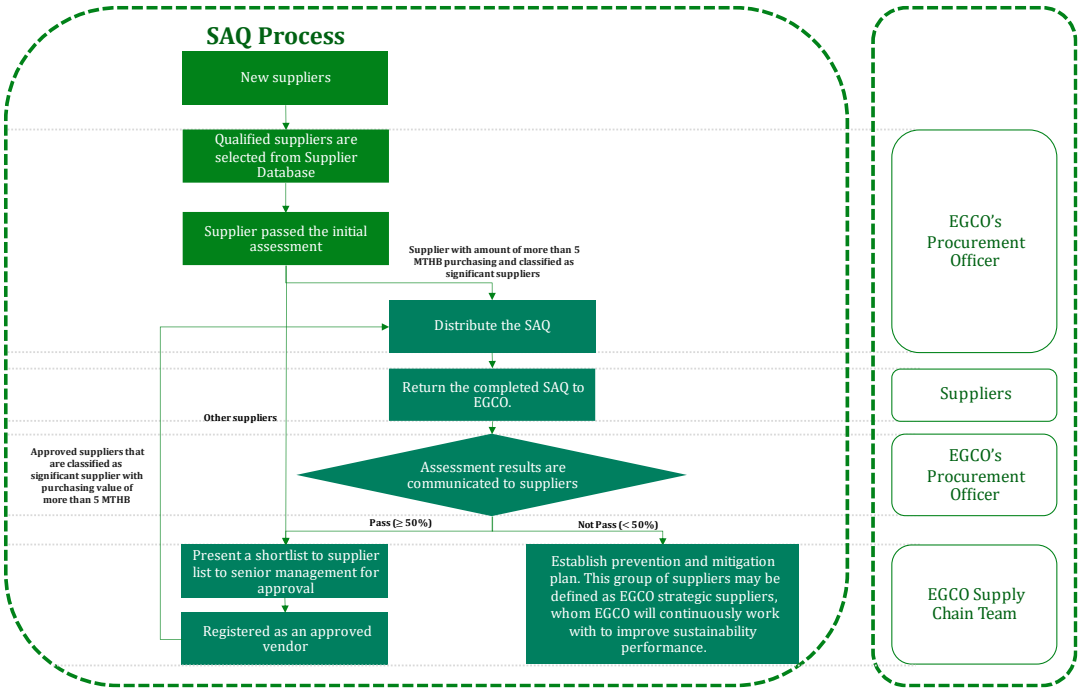 SAQ Process
New suppliers
Qualified suppliers are
selected from Supplier
Database
Supplier passed the initial
assessment
Supplier with amount of more than 5
MTHB purchasing and classified as
significant suppliers
Distribute the SAQ
Return the completed SAQ to
EGCO.
Other suppliers
Approved suppliers that
are classified as
significant supplier with
purchasing value of
more than 5 MTHB
Assessment results are
communicated to suppliers
Pass (≥ 50%)
Not Pass (< 50%)
Present a shortlist to supplier
list to senior management for
approval
Registered as an approved
vendor
Establish prevention and mitigation
plan. This group of suppliers may be
defined as EGCO strategic suppliers,
whom EGCO will continuously work
with to improve sustainability
performance.
EGCO's
Procurement
Officer
Suppliers
EGCO's
Procurement
Officer
EGCO Supply
Chain Team